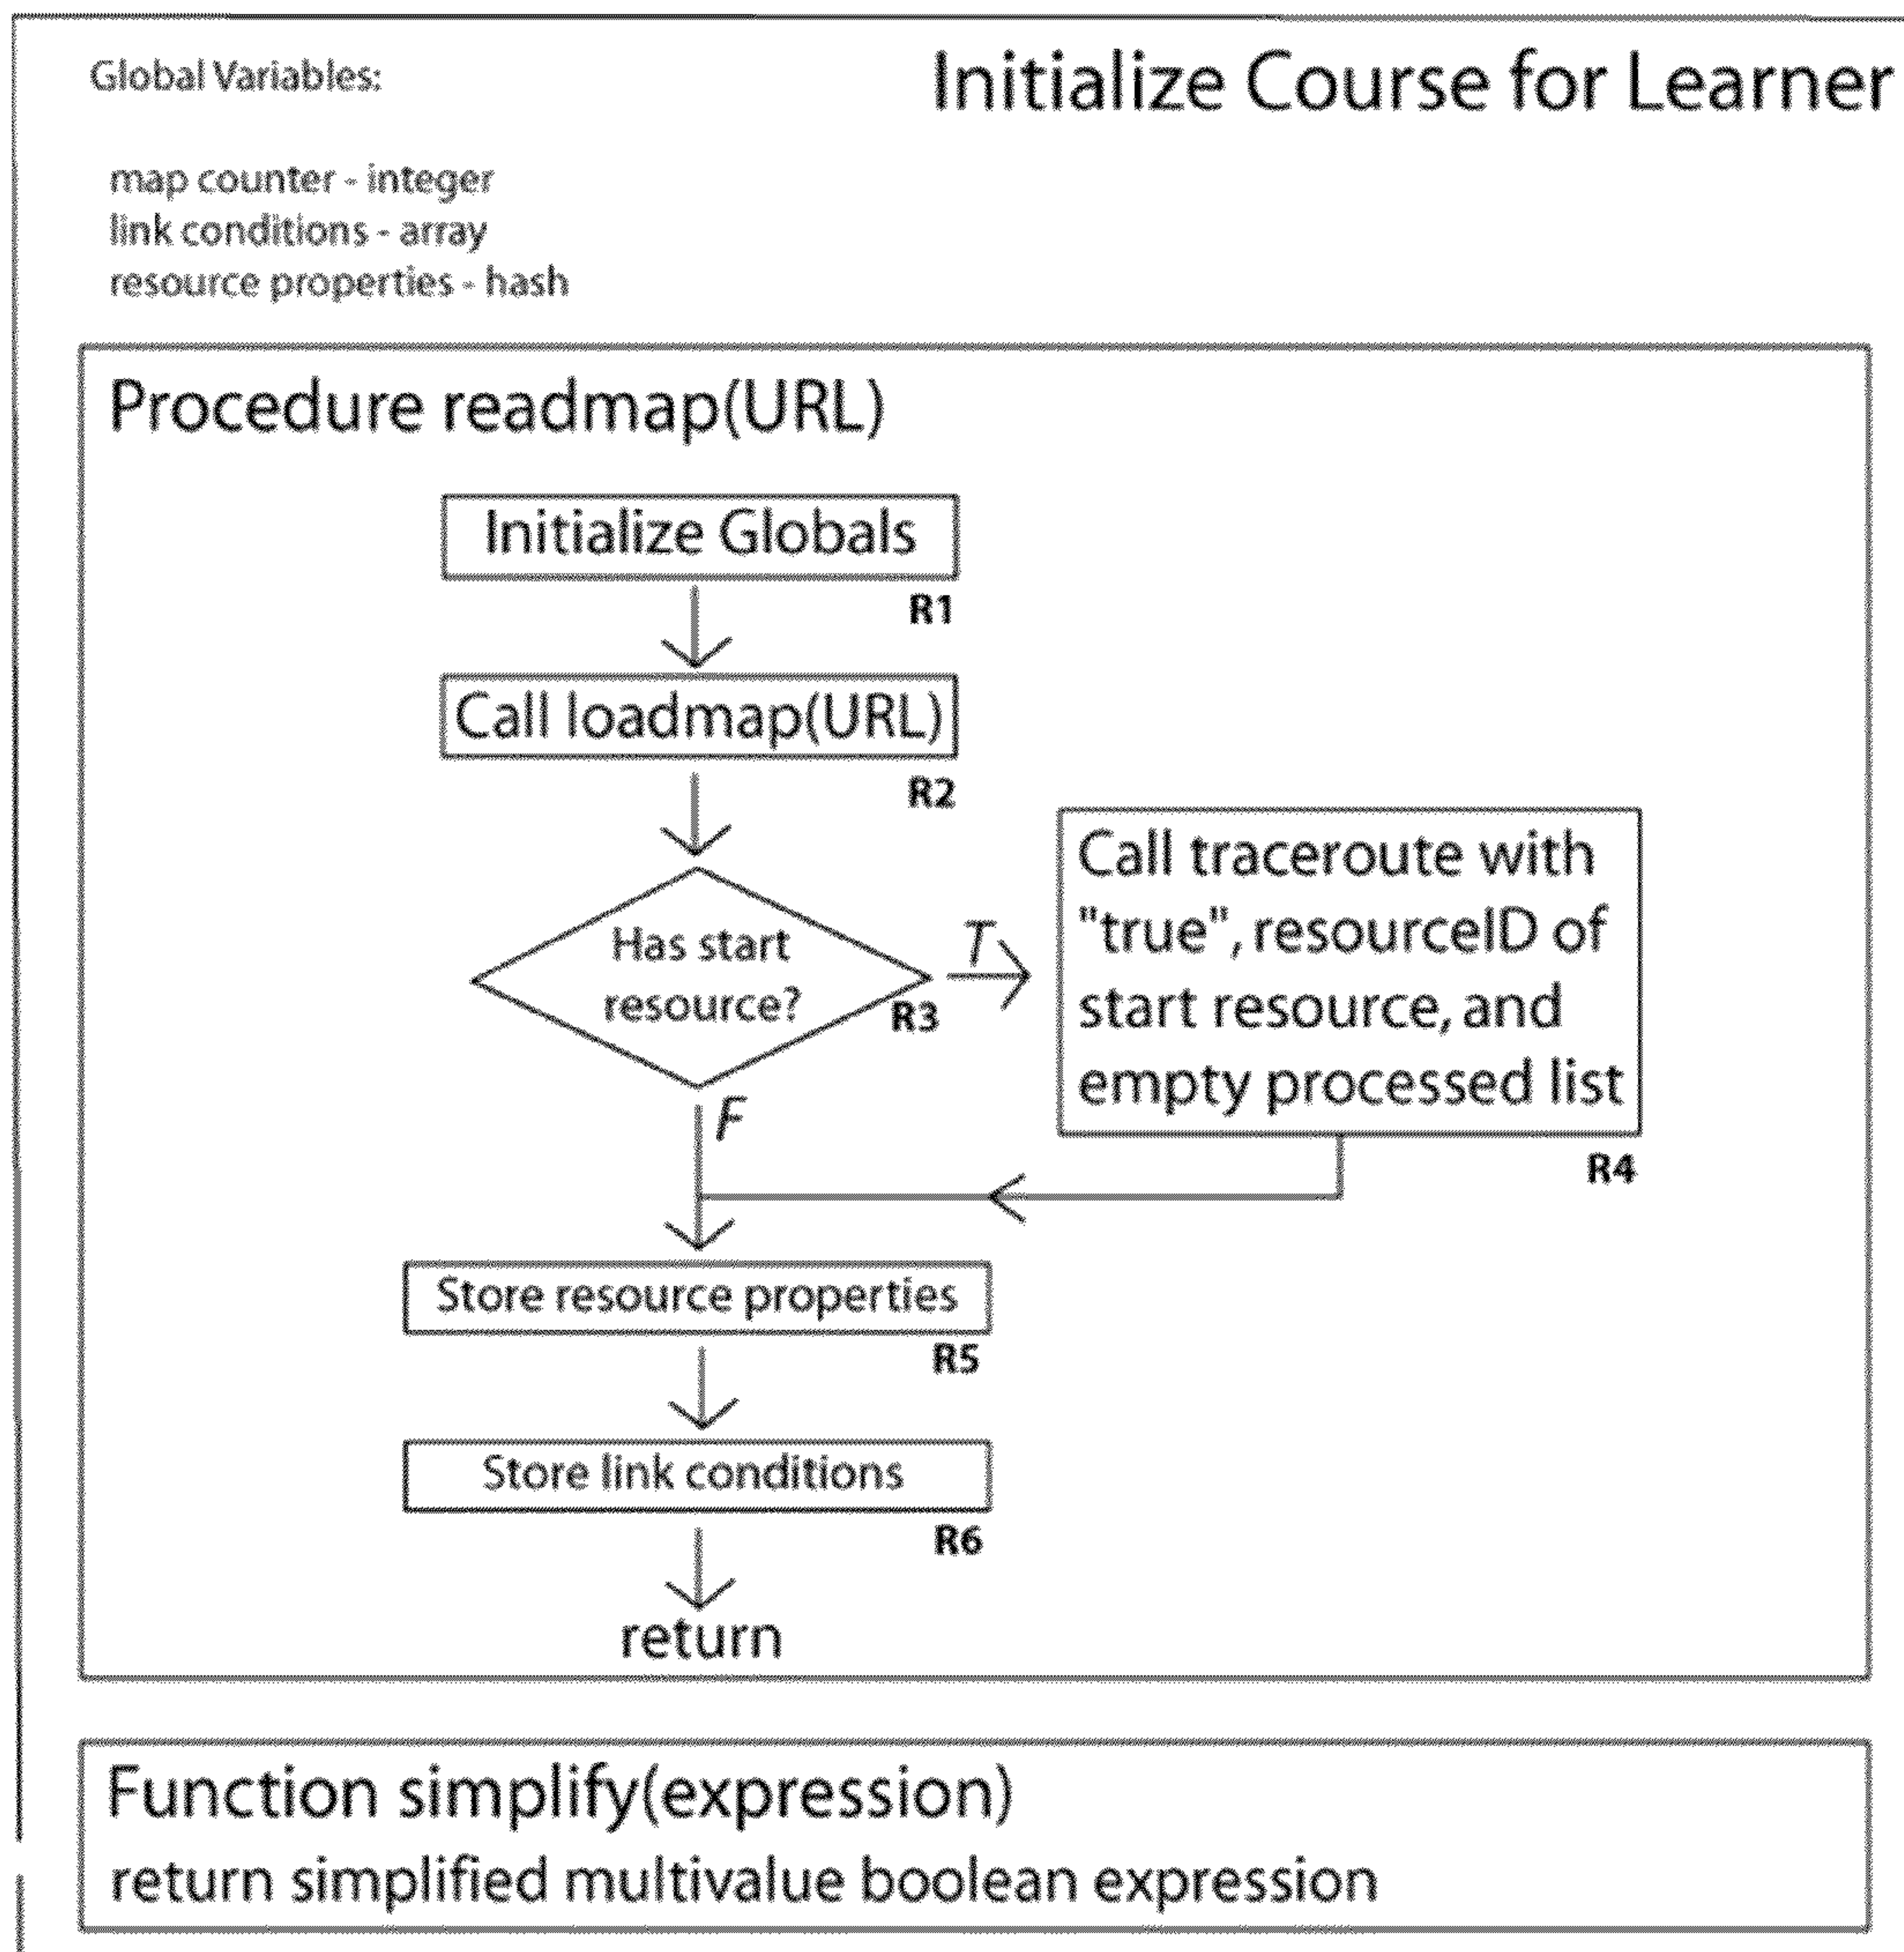 Global Variables:
Initialize Course for Learner
map counter - integer
link conditions - array
resource properties - hash
Procedure readmap(URL)
Initialize Globals
R1
Call loadmap(URL)
R2
Has start
resource?
R3
T
Call traceroute with
"true", resourceID of
start resource, and
empty processed list
R4
F
Store resource properties
R5
Store link conditions
R6
return
Function simplify(expression)
return simplified multivalue boolean expression